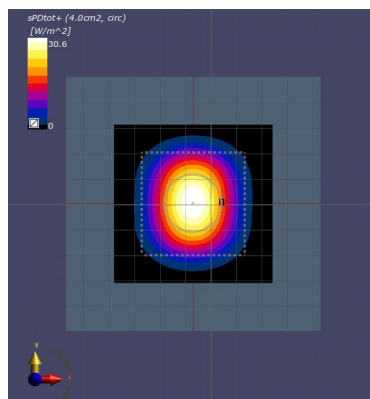 sPDtot+ (4.0cm2, circ)
[W/m^2]
30.6
0
y
x